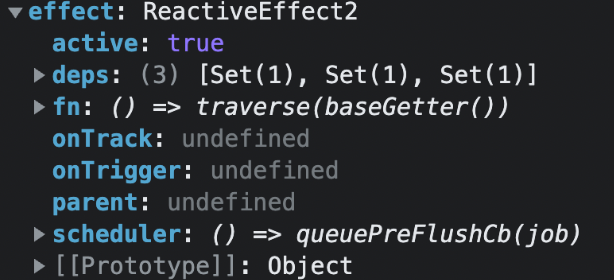 ▼effect: ReactiveEffect2
active: true
▶deps: (3) [Set(1), Set(1), Set(1)]
▶fn: () => traverse(baseGetter())
onTrack: undefined
onTrigger: undefined
parent: undefined
▶scheduler: () => queuePreFlushCb(job)
▶[[Prototype]]: Object